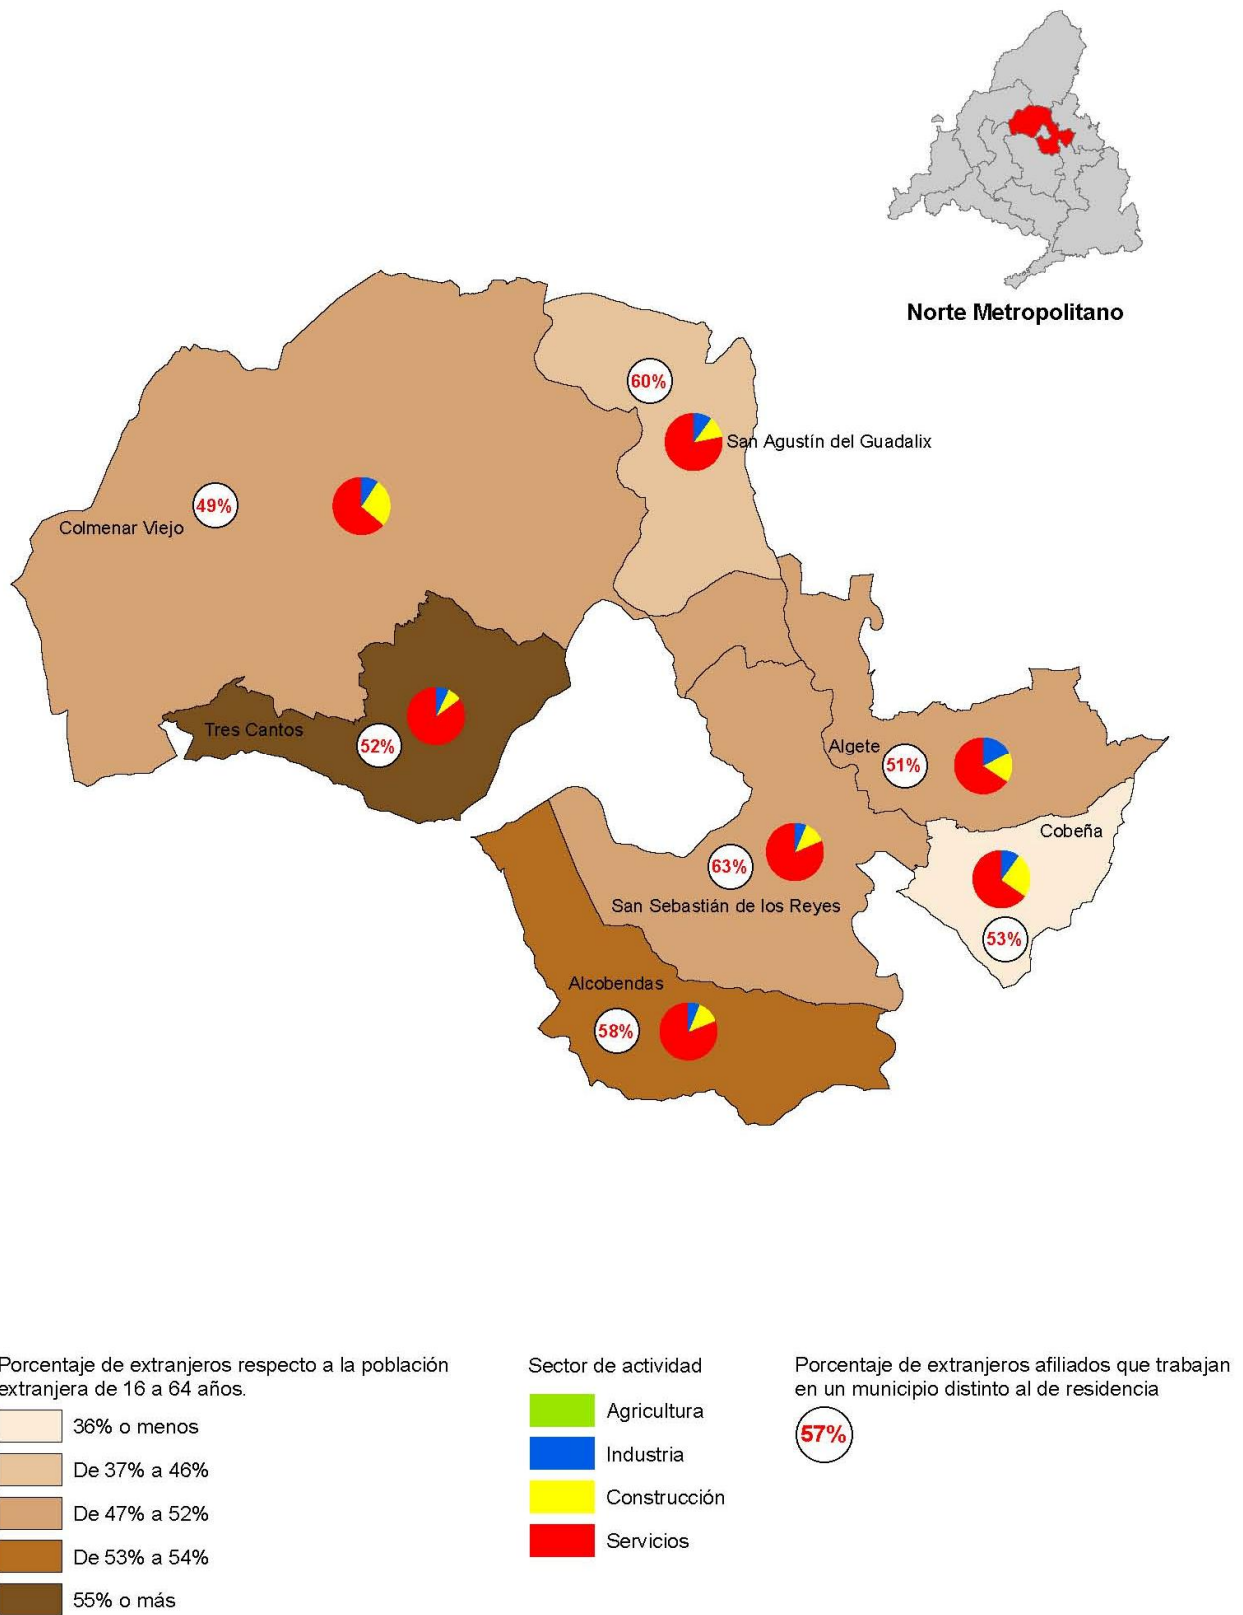 Norte Metropolitano
60%
San Agustín del Guadalix
49%
Colmenar Viejo
Tres Cantos
52%
Algete
51%
Cobeña
63%
San Sebastián de los Reyes
53%
Alcobendas
58%
Porcentaje de extranjeros respecto a la población
extranjera de 16 a 64 años.
36% o menos
De 37% a 46%
De 47% a 52%
De 53% a 54%
55% o más
Sector de actividad
Agricultura
Industria
Construcción
Servicios
Porcentaje de extranjeros afiliados que trabajan
en un municipio distinto al de residencia
57%